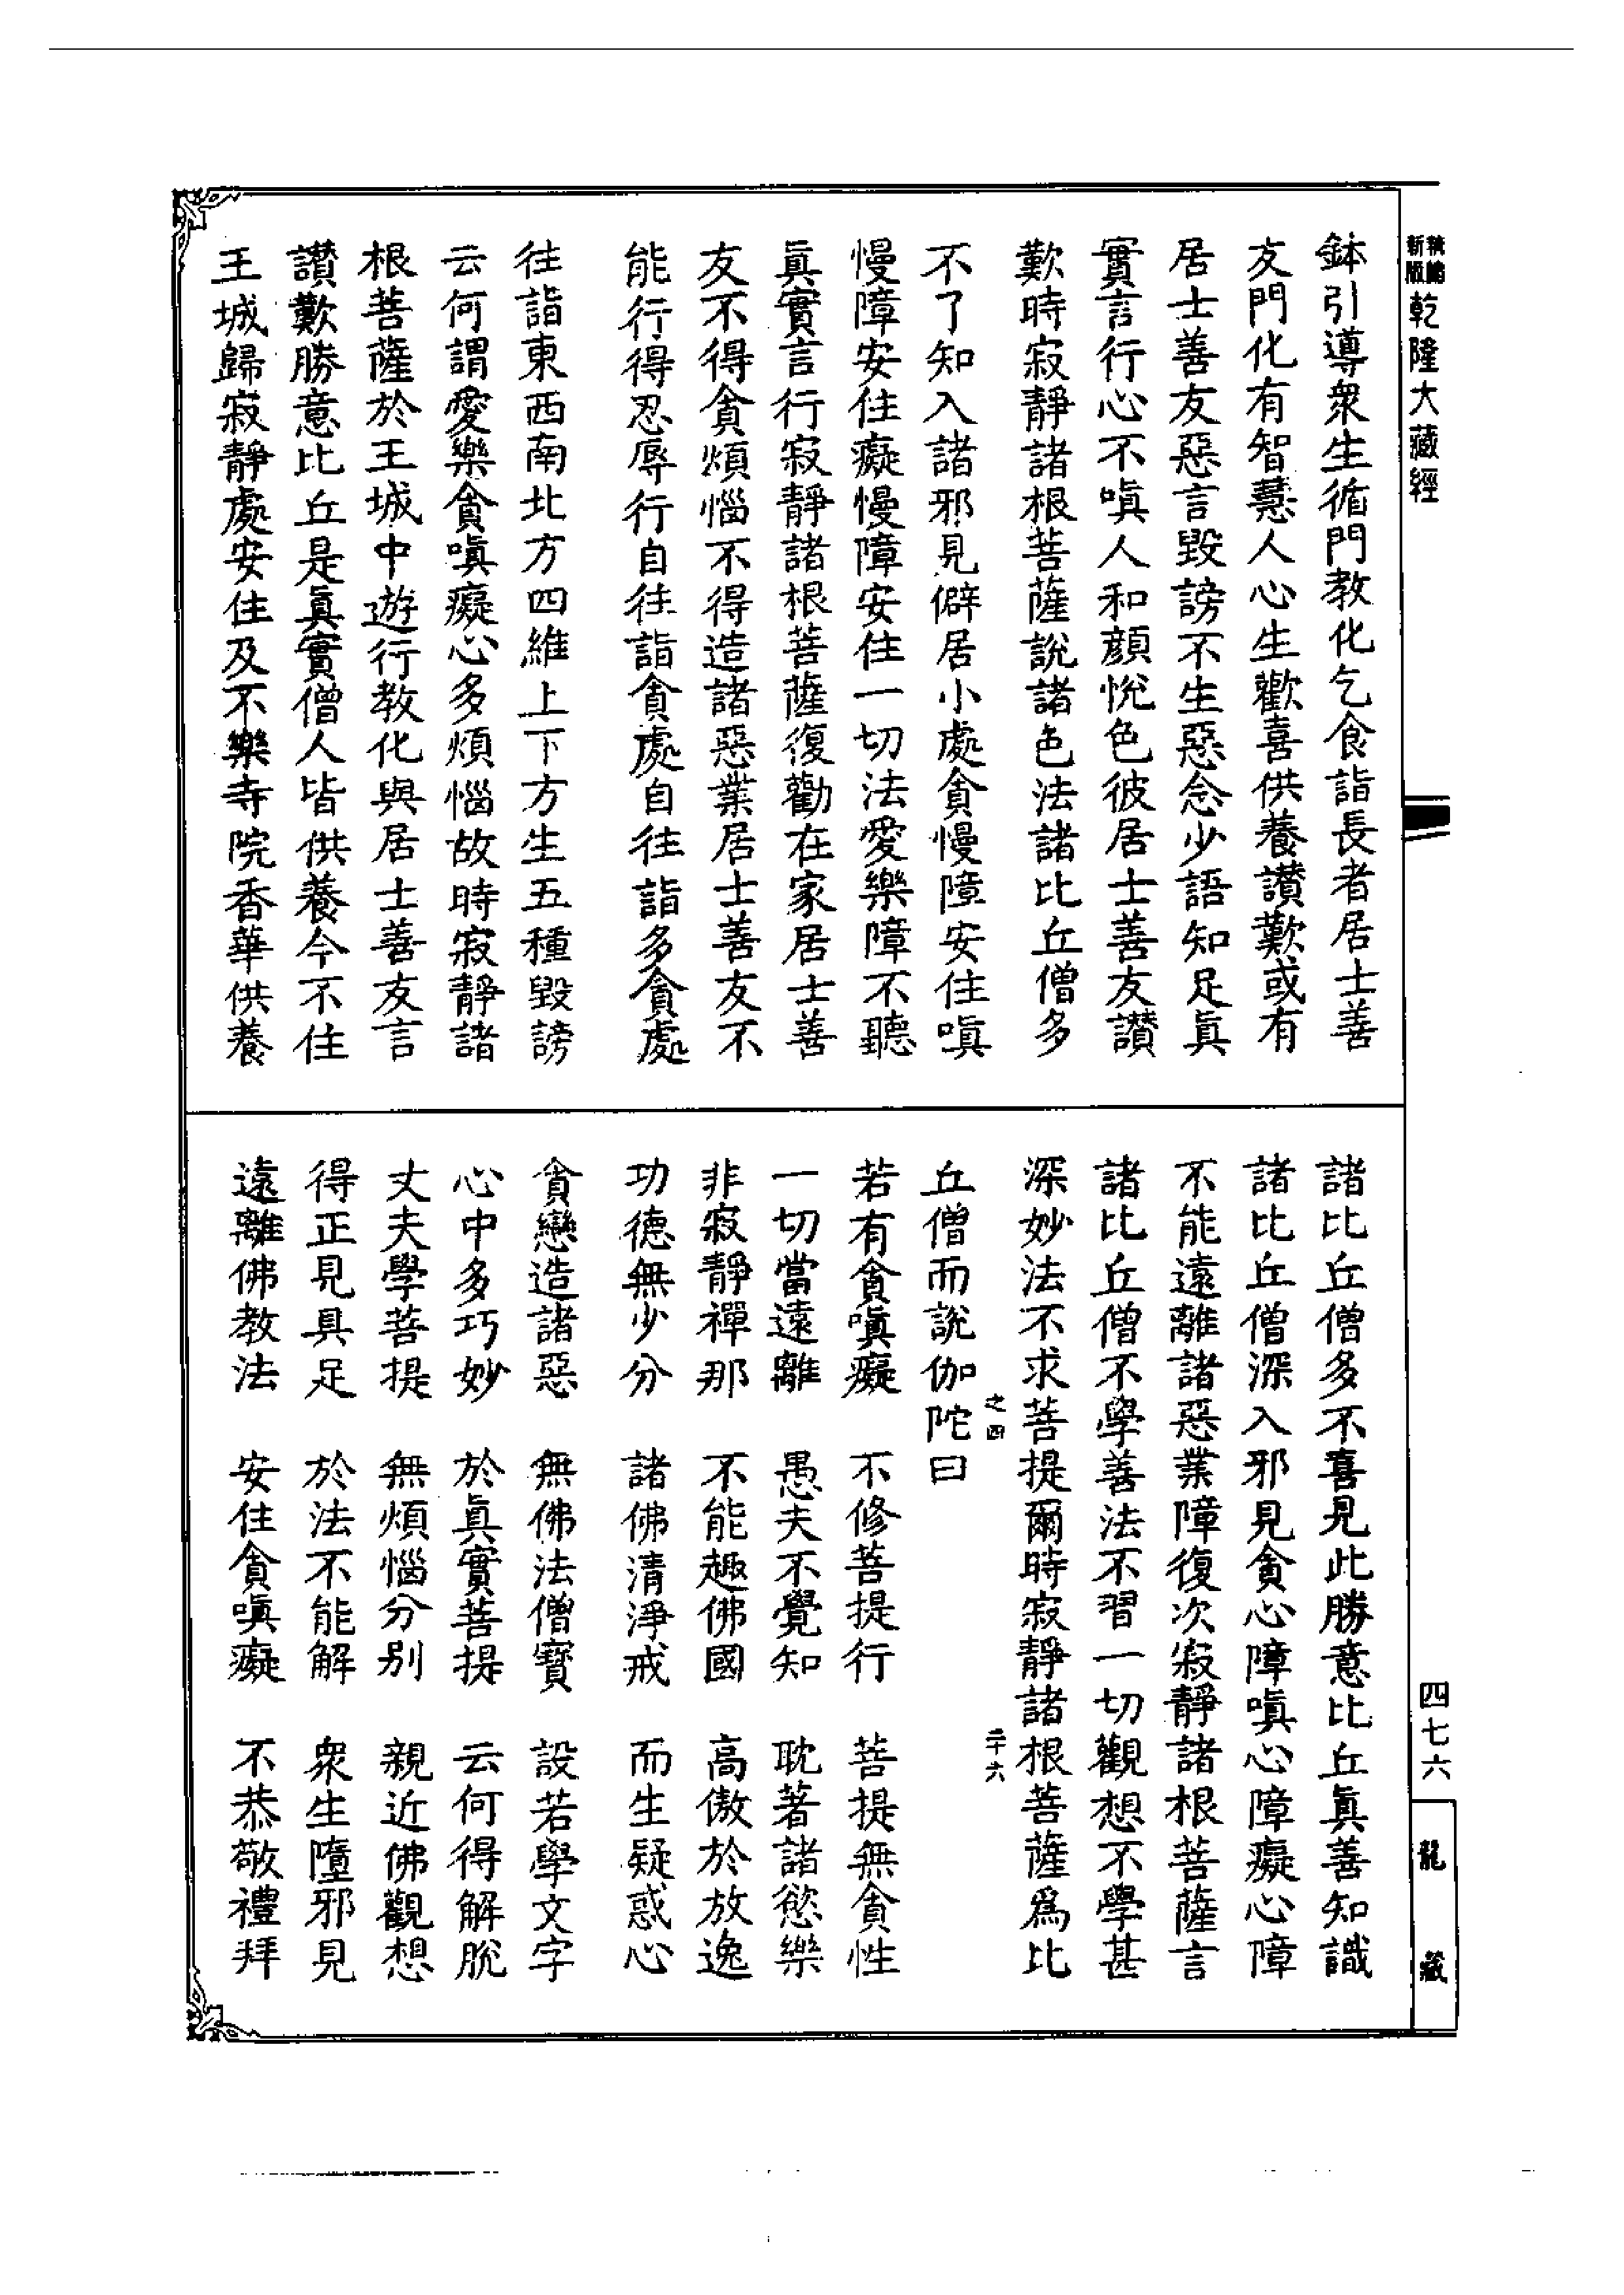 新版
乾隆大藏經
鉢引導衆生循門教化乞食詣長者居士善
友門化有智慧人心生歡喜供養讃歎或有
居士善友惡言毀謗不生惡念少語知足眞
實言行心不嗔人和顔悅色彼居士善友讃
歎時寂靜諸根菩薩說諸色法諸比丘僧多
不了知入諸邪見僻居小處貪慢障安住嗔
慢障安住癡慢障安住一切法愛樂障不聽
眞實言行寂靜諸根菩薩復勸在家居士善
友不得貪煩惱不得造諸惡業居士善友不
能行得忍辱行自往詣貪處自往詣多貪處
往詣東西南北方四維上下方生五種毀謗
云何謂愛樂貪嗔癡心多煩惱故時寂靜諸
根菩薩於王城中遊行教化與居士善友言
讃歎勝意比丘是眞實僧人皆供養今不住
王城歸寂靜處安住及不樂寺院香華供養
諸比丘僧多不喜見此勝意比丘眞善知識
諸比丘僧深入邪見貪心障嗔心障癡心障
不能遠離諸惡業障復次寂靜諸根菩薩言
諸比丘僧不學善法不習一切觀想不學甚
深妙法不求菩提爾時寂靜諸根菩薩爲比
之四 二十六
丘僧而說伽陀曰
若有貪嗔癡 不修菩提行 菩提無貪性
一切當遠離 愚夫不覺知 耽著諸慾樂
非寂靜禪那 不能趣佛國 高傲於放逸
功德無少分 諸佛清淨戒 而生疑惑心
貪戀造諸惡 無佛法僧寶 設若學文字
心中多巧妙 於眞實菩提 云何得解脫
丈夫學菩提 無煩惱分別 親近佛觀想
得正見具足 於法不能解 衆生墮邪見
遠離佛教法 安住貪嗔癡 不恭敬禮拜
四七六
龍藏